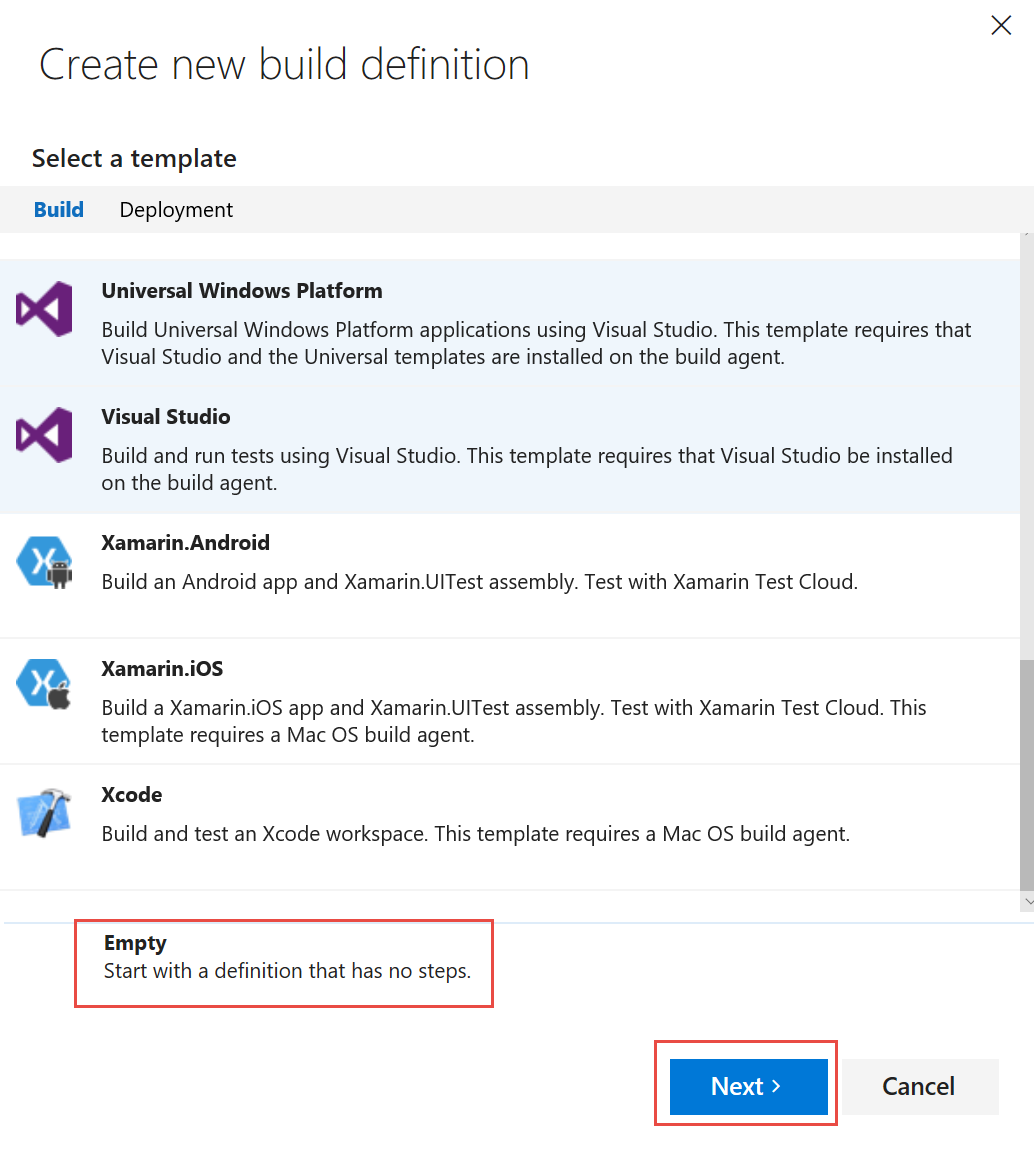 Create new build definition
Select a template
Build Deployment
Universal Windows Platform
Build Universal Windows Platform applications using Visual Studio. This template requires that
Visual Studio and the Universal templates are installed on the build agent.
Visual Studio
Build and run tests using Visual Studio. This template requires that Visual Studio be installed
on the build agent.
Xamarin.Android
Build an Android app and Xamarin.UITest assembly. Test with Xamarin Test Cloud.
Xamarin.iOS
Build a Xamarin.iOS app and Xamarin.UITest assembly. Test with Xamarin Test Cloud. This
template requires a Mac OS build agent.
Xcode
Build and test an Xcode workspace. This template requires a Mac OS build agent.
Empty
Start with a definition that has no steps.
Next > Cancel